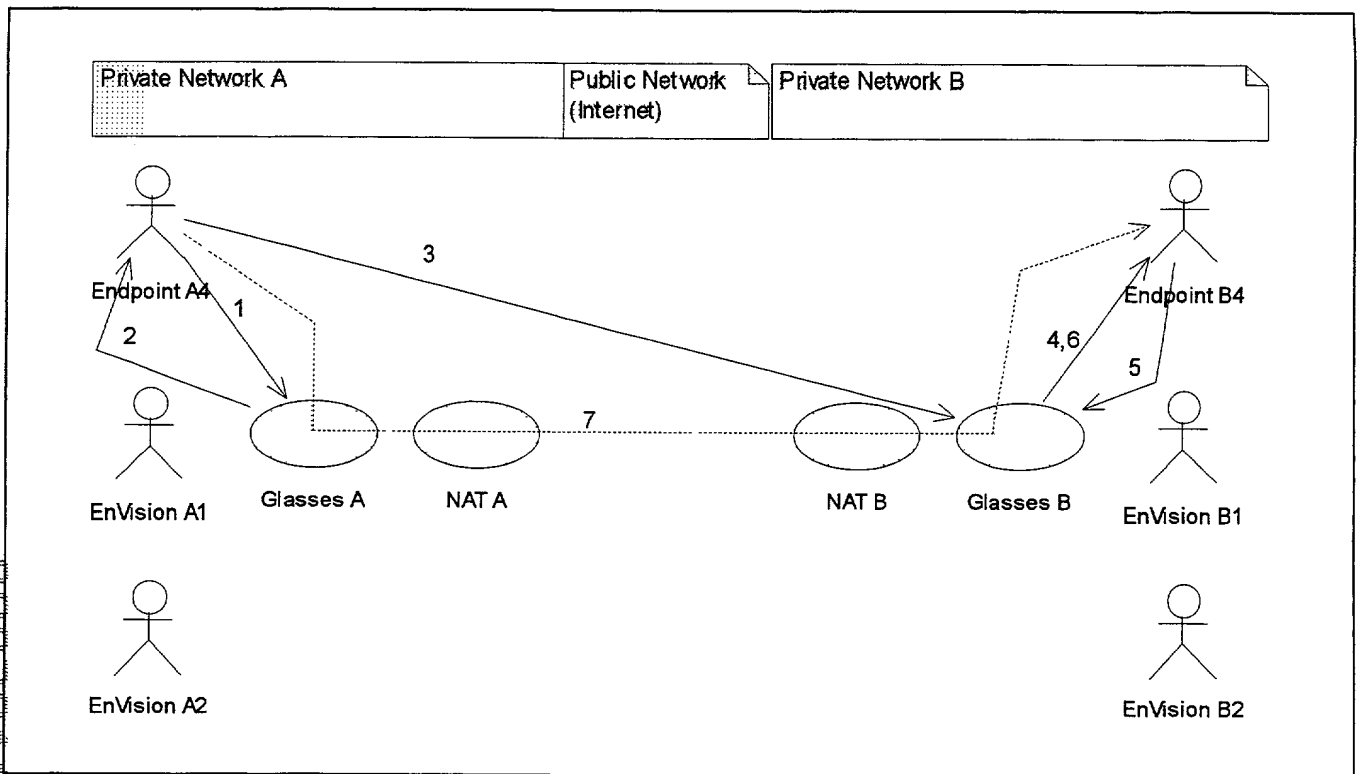 Private Network A
Public Network
(Internet)
Private Network B
3
Endpoint A4
Endpoint B4
1
2
4,6
5
7
Glasses A
NAT A
NAT B
Glasses B
EnVision A1
EnVision B1
EnVision A2
EnVision B2